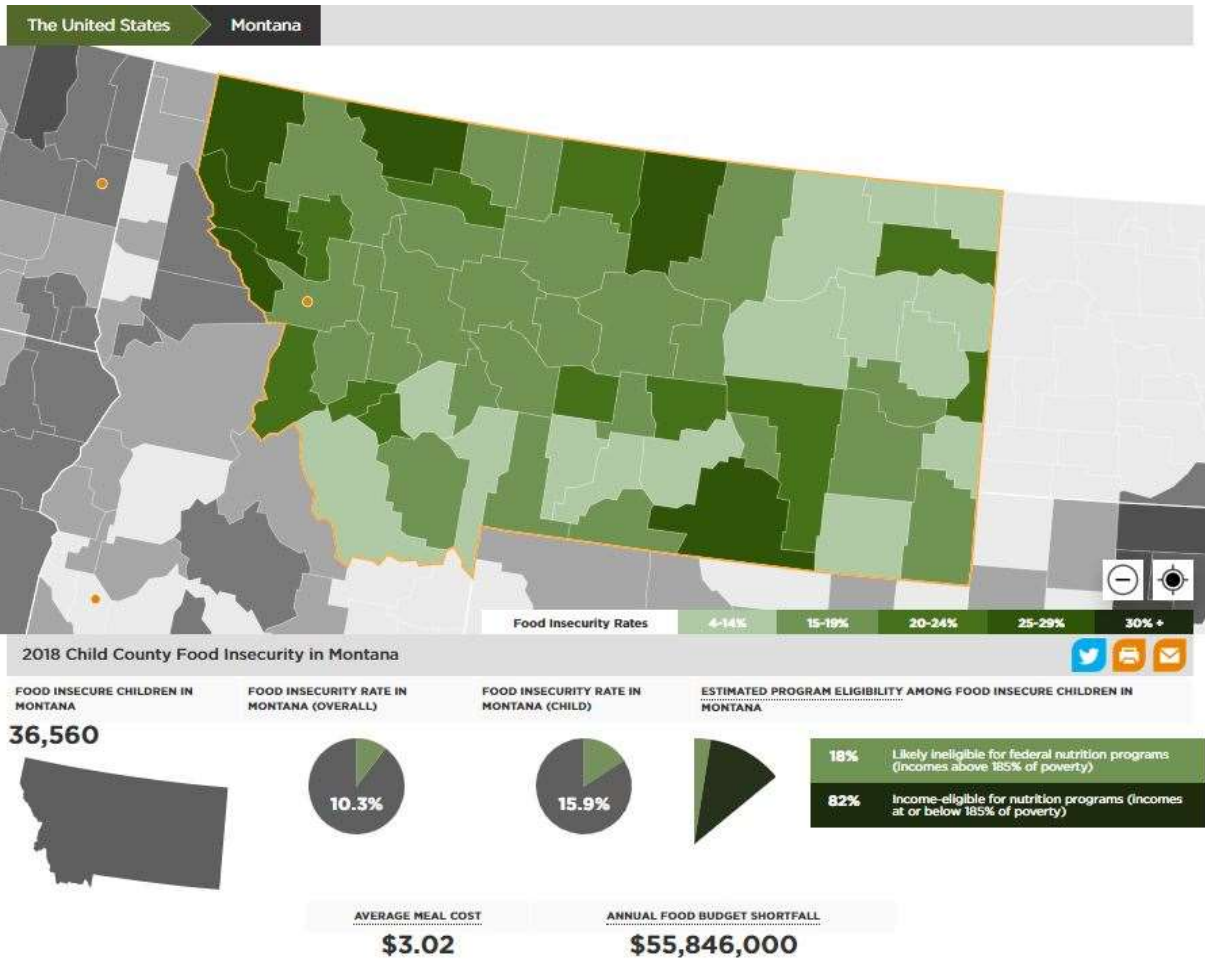 The United States
Montana
Food Insecurity Rates 4-14% 15-19% 20-24% 25-29% 30% +
2018 Child County Food Insecurity in Montana
FOOD INSECURE CHILDREN IN
MONTANA
36,560
FOOD INSECURITY RATE IN
MONTANA (OVERALL)
10.3%
FOOD INSECURITY RATE IN
MONTANA (CHILD)
15.9%
ESTIMATED PROGRAM ELIGIBILITY AMONG FOOD INSECURE CHILDREN IN
MONTANA
18% Likely ineligible for federal nutrition programs
(incomes above 185% of poverty)
82% Income-eligible for nutrition programs (incomes
at or below 185% of poverty)
AVERAGE MEAL COST
$3.02
ANNUAL FOOD BUDGET SHORTFALL
$55,846,000